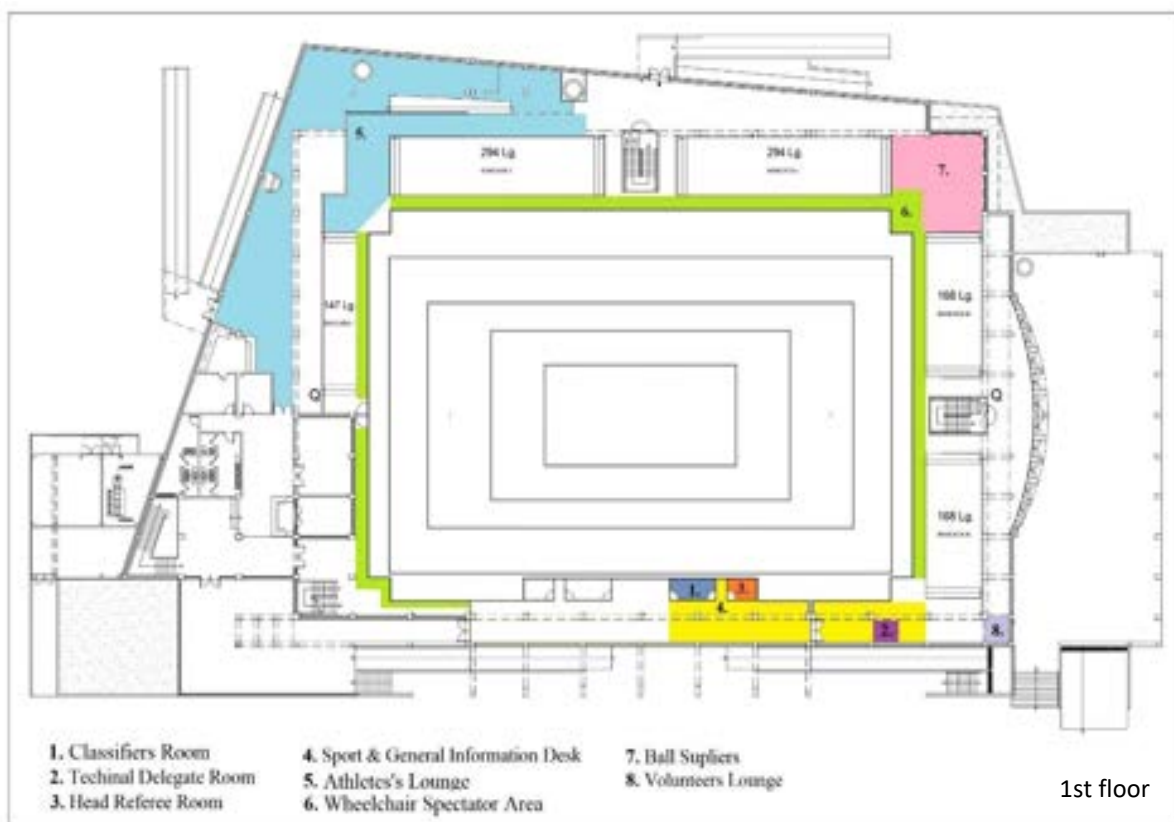 5.
294 Lg.
294 Lg.
7.
6.
147 Lg.
168 Lg.
Q
Q
168 Lg.
1.
3.
4.
2.
8.
1. Classifiers Room
2. Techinal Delegate Room
3. Head Referee Room
4. Sport & General Information Desk
5. Athletes's Lounge
6. Wheelchair Spectator Area
7. Ball Supliers
8. Volunteers Lounge
1st floor